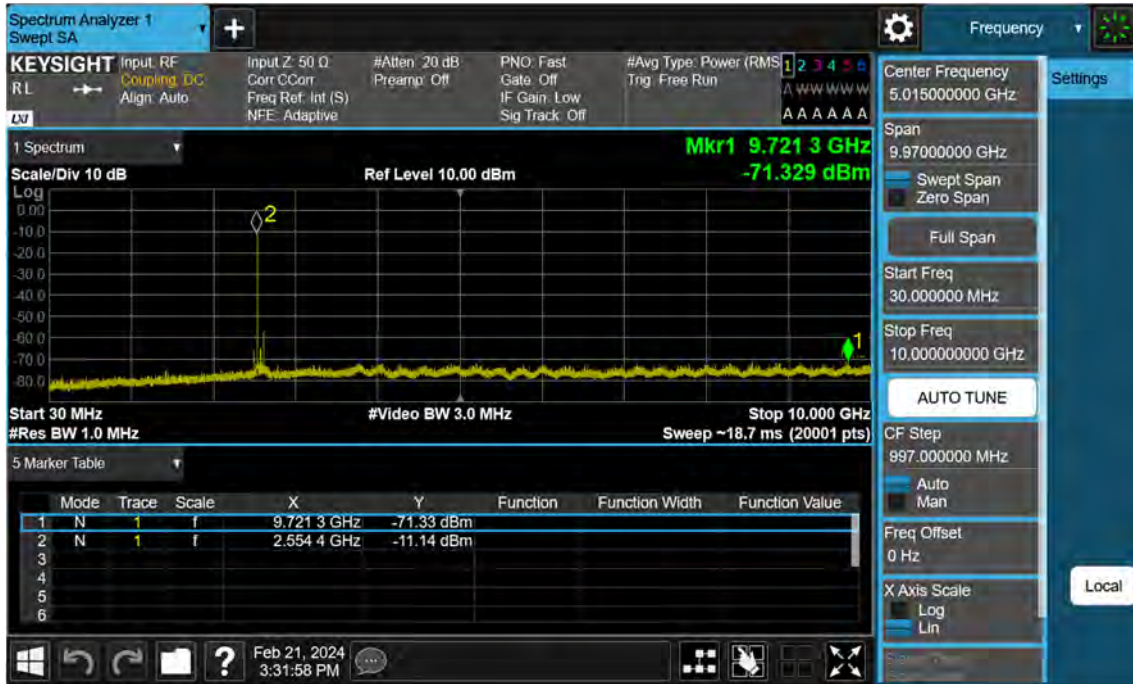 Spectrum Analyzer 1
Swept SA
Frequency
KEYSIGHT
RL
LXI
Input: RF
Coupling: DC
Align: Auto
Input Z: 50 Ω
Corr CCorr
Freq Ref: Int (S)
NFE: Adaptive
#Atten: 20 dB
Preamp: Off
PNO: Fast
Gate: Off
IF Gain: Low
Sig Track: Off
#Avg Type: Power (RMS
Trig: Free Run
1 2 3 4 5 6
A W W W W W
A A A A A A
1 Spectrum
Scale/Div 10 dB
Ref Level 10.00 dBm
Mkr1 9.721 3 GHz
-71.329 dBm
Log
0.00
-10.0
-20.0
-30.0
-40.0
-50.0
-60.0
-70.0
-80.0
2
1
Start 30 MHz
#Video BW 3.0 MHz
Stop 10.000 GHz
#Res BW 1.0 MHz
Sweep ~18.7 ms (20001 pts)
5 Marker Table
Mode Trace Scale X Y Function Function Width Function Value
1 N 1 f 9.721 3 GHz -71.33 dBm
2 N 1 f 2.554 4 GHz -11.14 dBm
3
4
5
6
?
Feb 21, 2024
3:31:58 PM
Center Frequency
5.015000000 GHz
Span
9.97000000 GHz
Swept Span
Zero Span
Full Span
Start Freq
30.000000 MHz
Stop Freq
10.000000000 GHz
AUTO TUNE
CF Step
997.000000 MHz
Auto
Man
Freq Offset
0 Hz
X Axis Scale
Log
Lin
Settings
Local